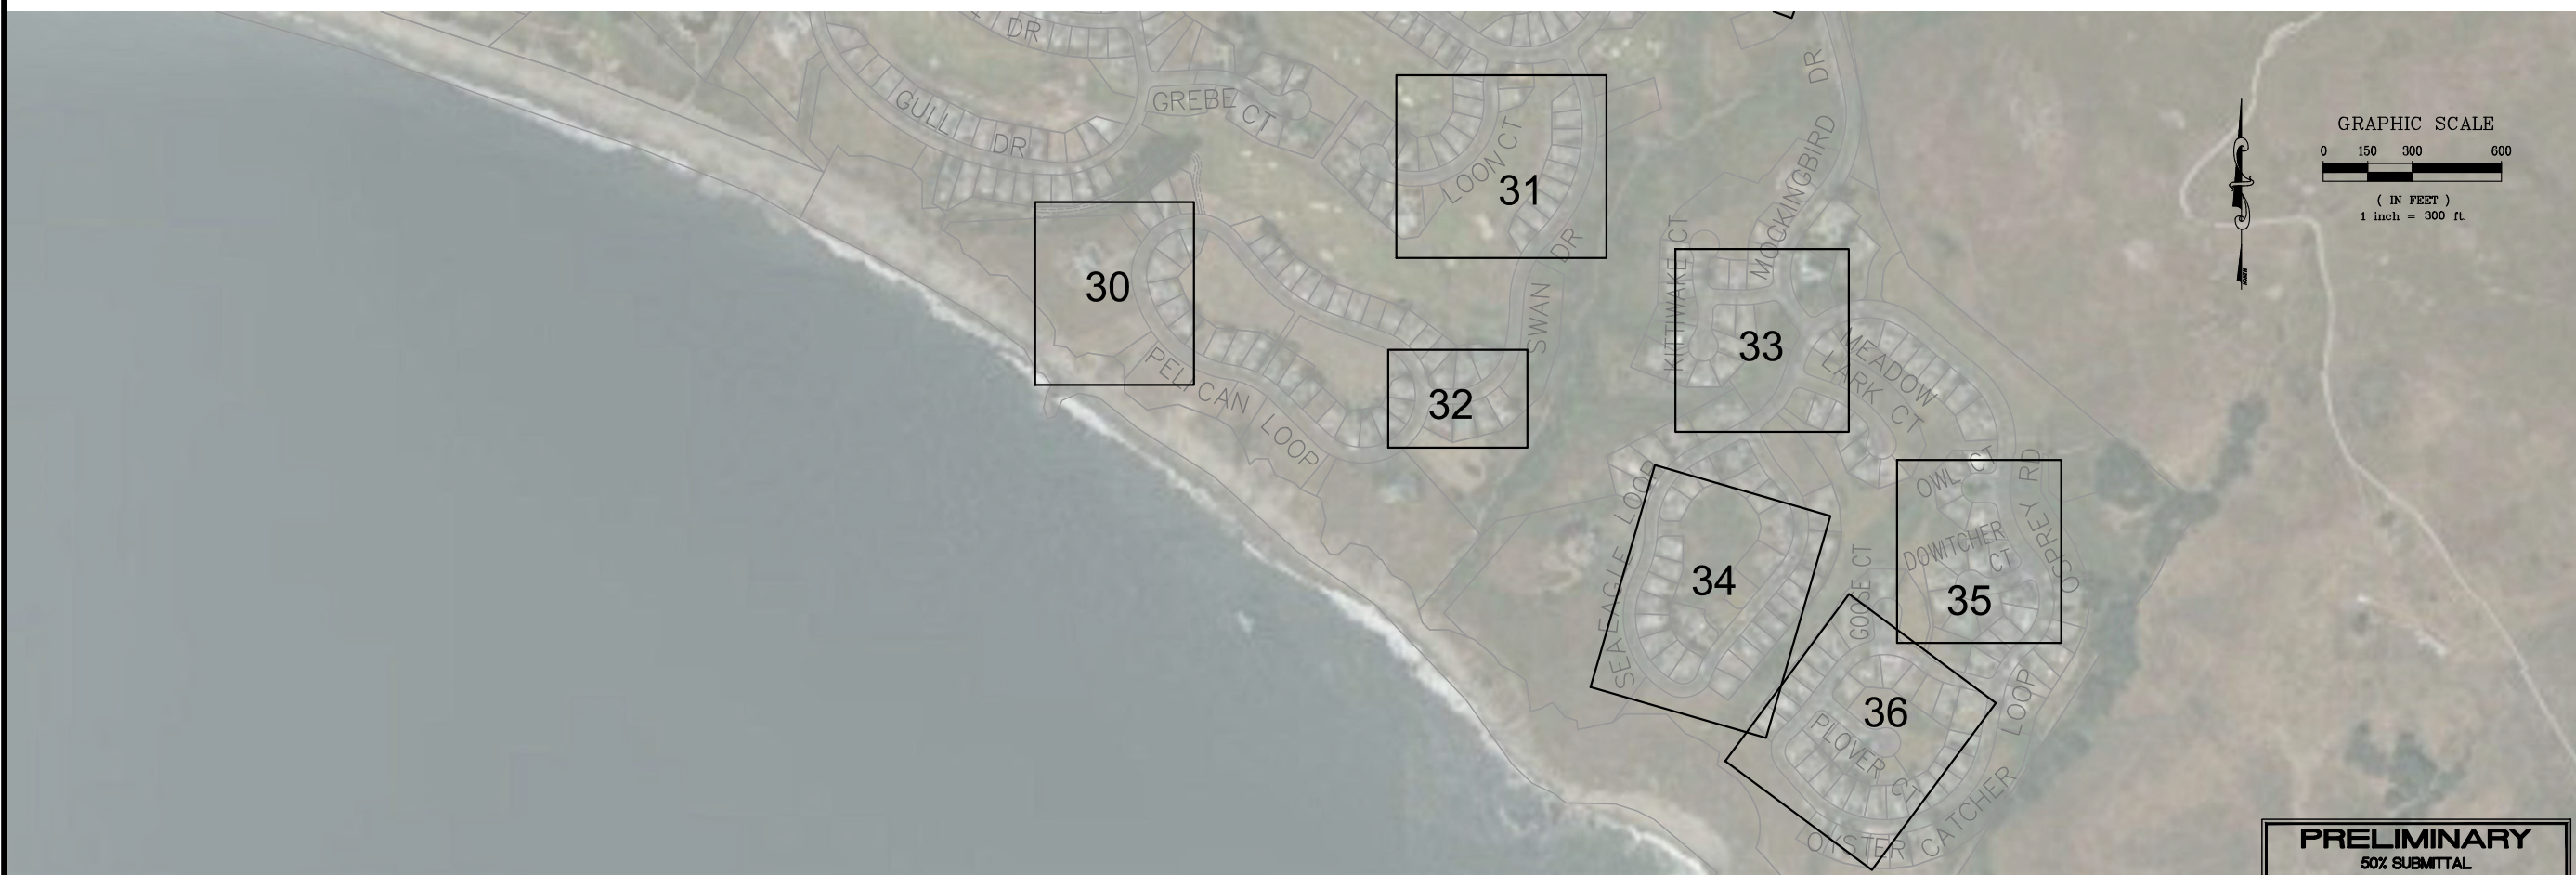 DR
DR
GULL
DR
GREBE CT
LOON CT
31
MOCKINGBIRD
DR
GRAPHIC SCALE
0 150 300 600
( IN FEET )
1 inch = 300 ft.
30
SWAN
DR
KITTIWAKE CT
33
MEADOW
LARK CT
PELICAN LOOP
32
OWL CT
OSPREY RD
DOWITCHER
CT
35
SEA EAGLE LOOP
34
GOOSE CT
36
PLOVER CT
OYSTER CATCHER LOOP
PRELIMINARY
50% SUBMITTAL